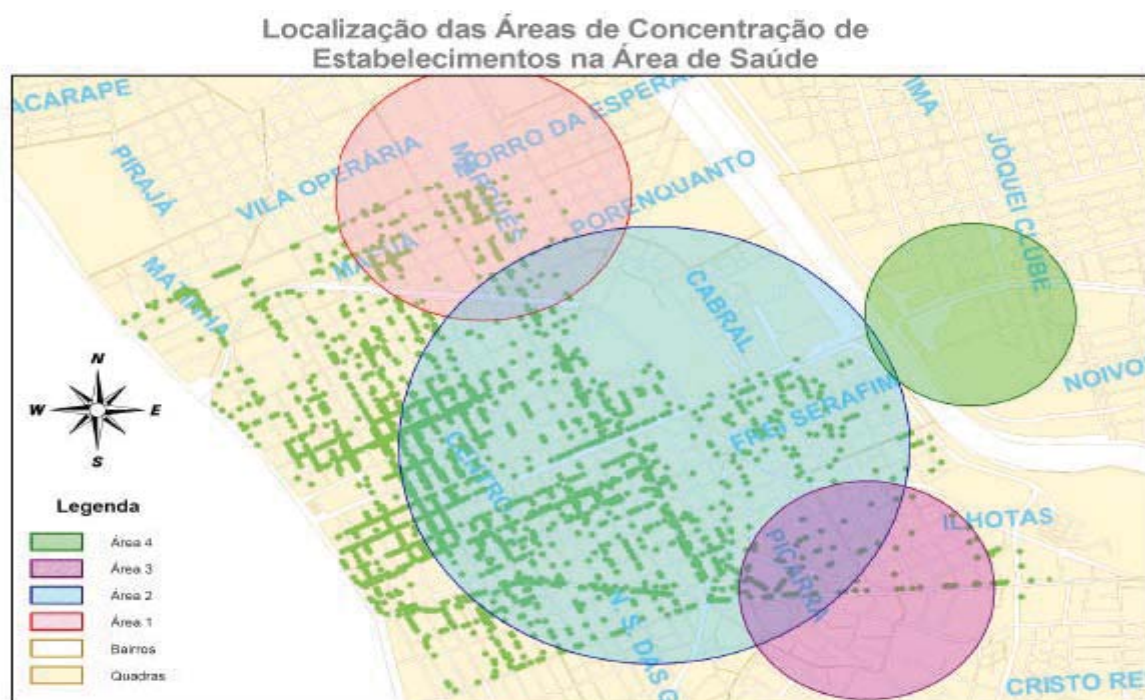 Localização das Áreas de Concentração de
Estabelecimentos na Área de Saúde
ACARAPE
PIRAJÁ
VILA OPERÁRIA
MORRO DA ESPERA
MARQUÊS
PORENQUANTO
IMA
JÓQUEI CLUBE
MAFUÁ
MATINHA
CABRAL
NOIVO
FREI SERAFIM
CENTRO
ILHOTAS
PIÇARRA
N. S. DAS G
CRISTO RE
N
W
E
S
Legenda
Área 4
Área 3
Área 2
Área 1
Bairros
Quadras